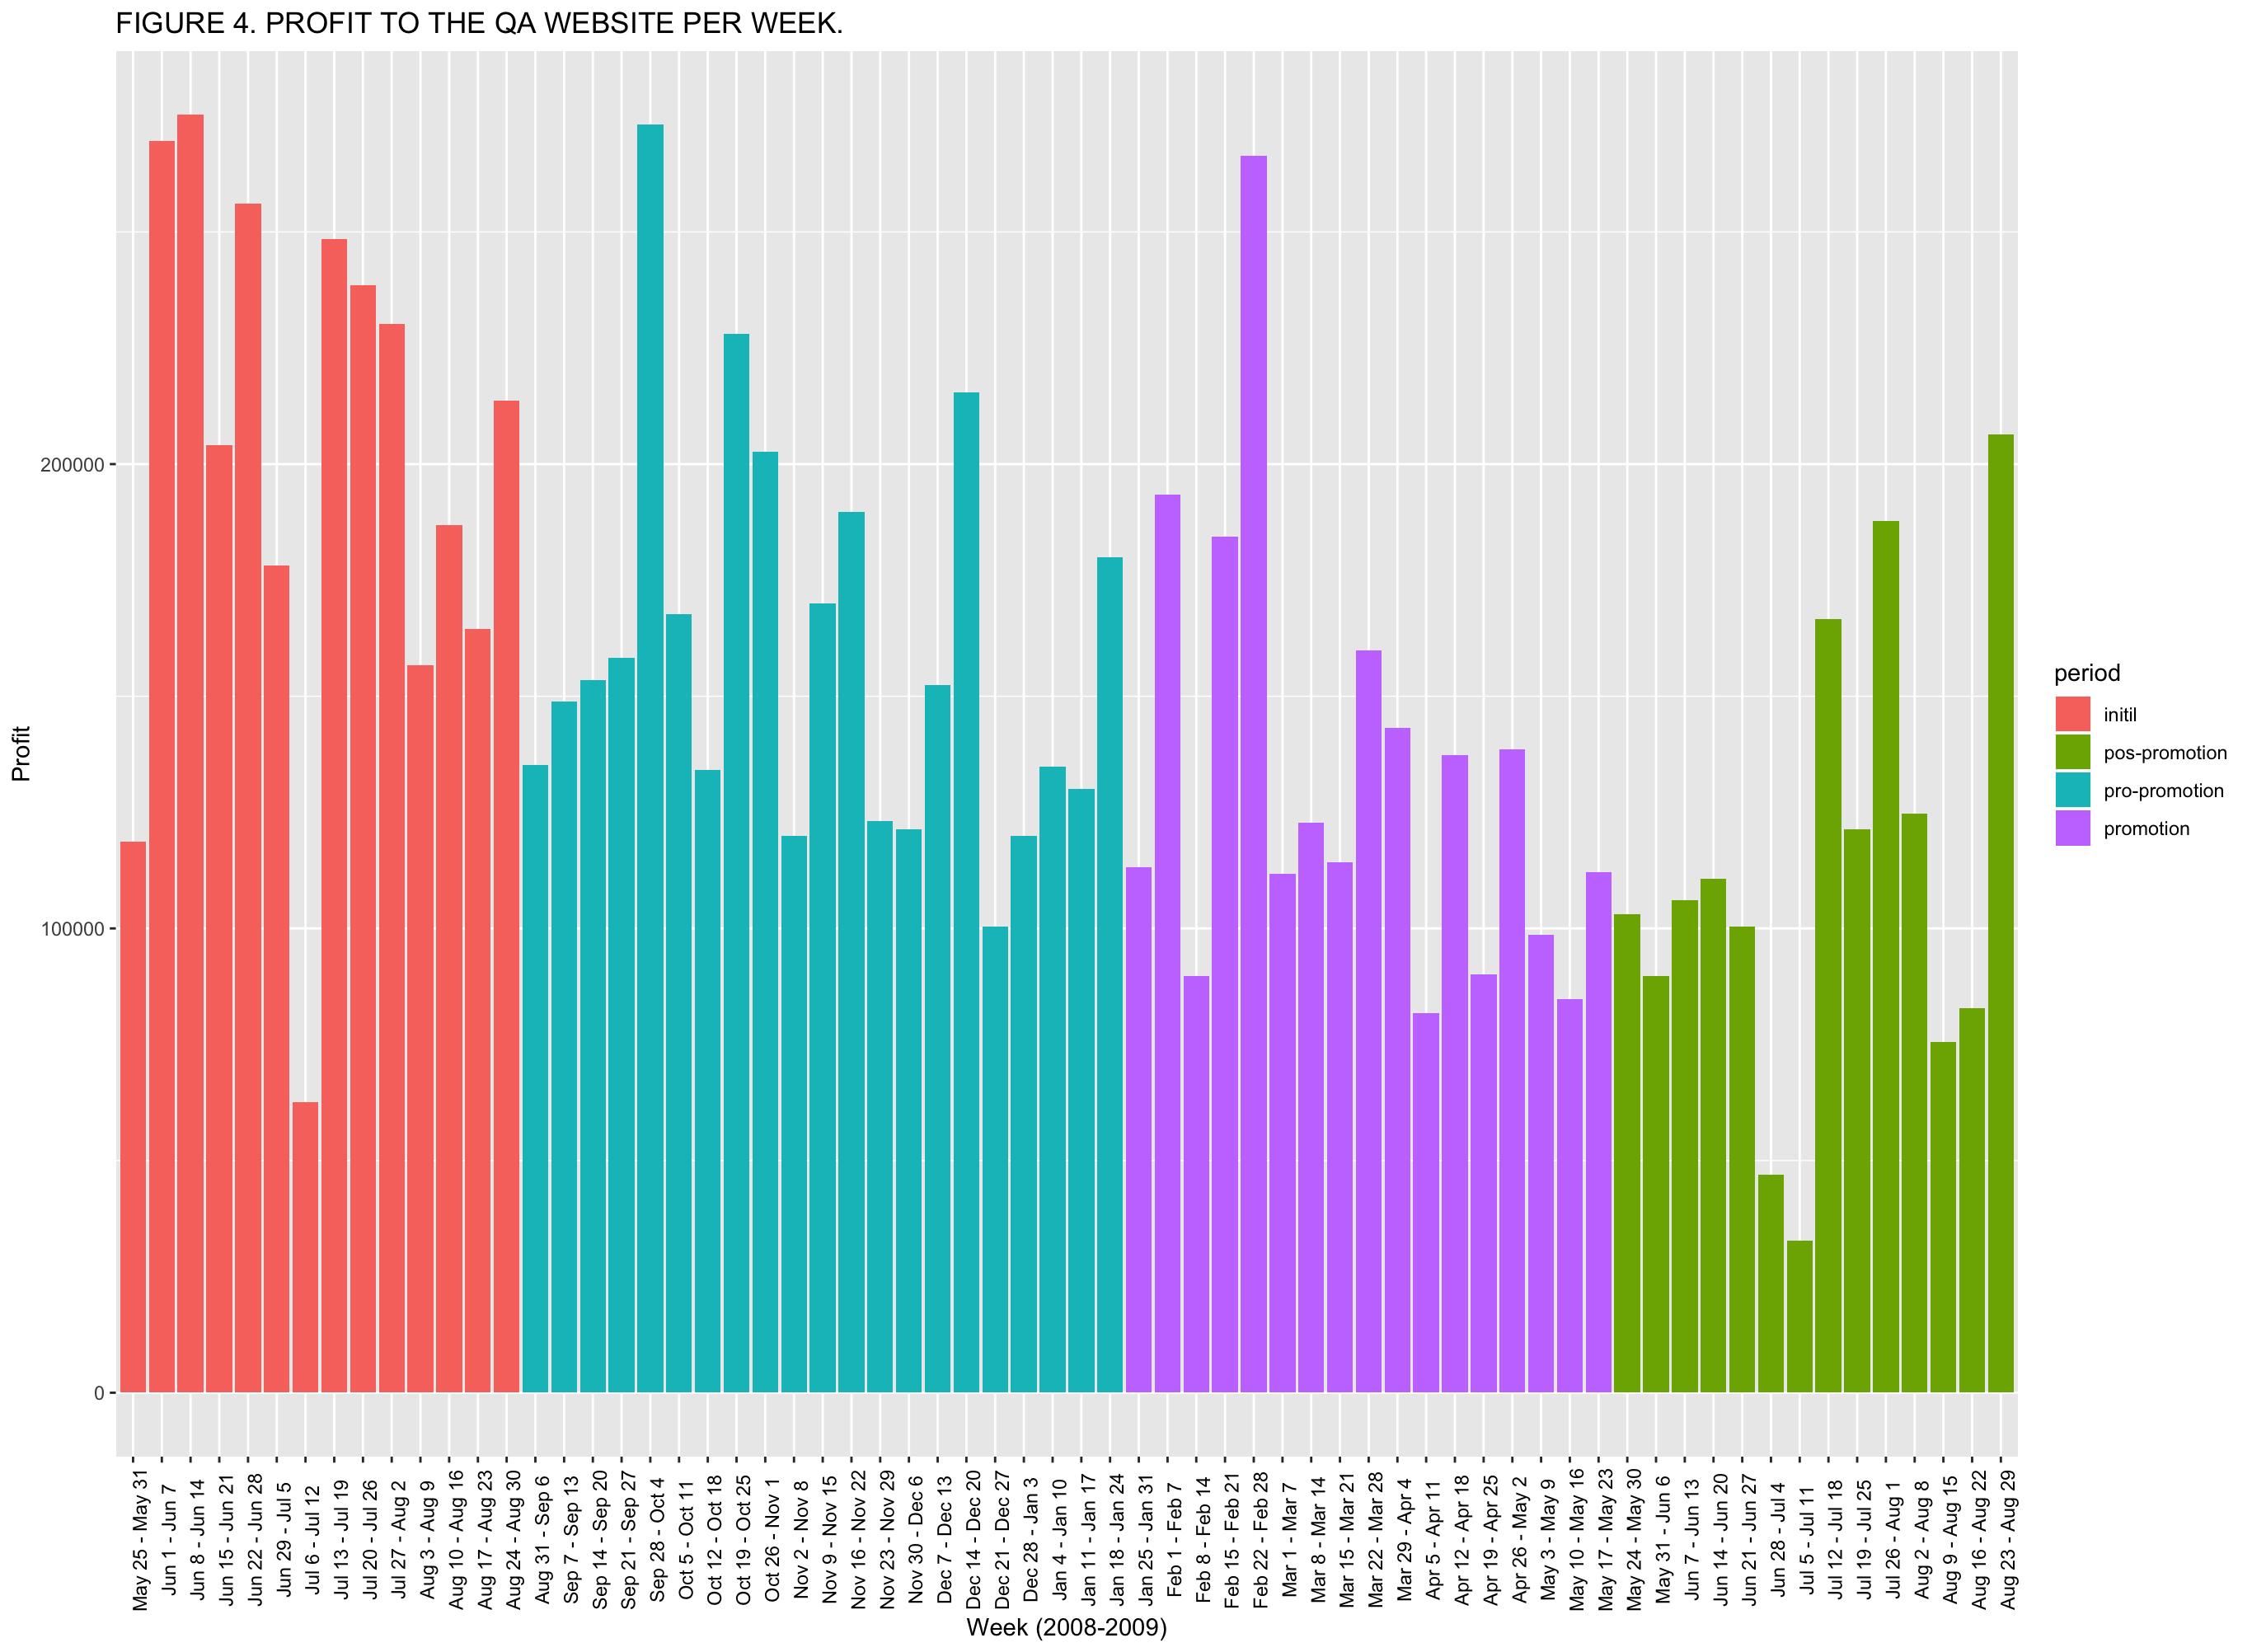 FIGURE 4. PROFIT TO THE QA WEBSITE PER WEEK.
Profit
200000
100000
0
May 25 - May 31
Jun 1 - Jun 7
Jun 8 - Jun 14
Jun 15 - Jun 21
Jun 22 - Jun 28
Jun 29 - Jul 5
Jul 6 - Jul 12
Jul 13 - Jul 19
Jul 20 - Jul 26
Jul 27 - Aug 2
Aug 3 - Aug 9
Aug 10 - Aug 16
Aug 17 - Aug 23
Aug 24 - Aug 30
Aug 31 - Sep 6
Sep 7 - Sep 13
Sep 14 - Sep 20
Sep 21 - Sep 27
Sep 28 - Oct 4
Oct 5 - Oct 11
Oct 12 - Oct 18
Oct 19 - Oct 25
Oct 26 - Nov 1
Nov 2 - Nov 8
Nov 9 - Nov 15
Nov 16 - Nov 22
Nov 23 - Nov 29
Nov 30 - Dec 6
Dec 7 - Dec 13
Dec 14 - Dec 20
Dec 21 - Dec 27
Dec 28 - Jan 3
Jan 4 - Jan 10
Jan 11 - Jan 17
Jan 18 - Jan 24
Jan 25 - Jan 31
Feb 1 - Feb 7
Feb 8 - Feb 14
Feb 15 - Feb 21
Feb 22 - Feb 28
Mar 1 - Mar 7
Mar 8 - Mar 14
Mar 15 - Mar 21
Mar 22 - Mar 28
Mar 29 - Apr 4
Apr 5 - Apr 11
Apr 12 - Apr 18
Apr 19 - Apr 25
Apr 26 - May 2
May 3 - May 9
May 10 - May 16
May 17 - May 23
May 24 - May 30
May 31 - Jun 6
Jun 7 - Jun 13
Jun 14 - Jun 20
Jun 21 - Jun 27
Jun 28 - Jul 4
Jul 5 - Jul 11
Jul 12 - Jul 18
Jul 19 - Jul 25
Jul 26 - Aug 1
Aug 2 - Aug 8
Aug 9 - Aug 15
Aug 16 - Aug 22
Aug 23 - Aug 29
Week (2008-2009)
period
initil
pos-promotion
pro-promotion
promotion